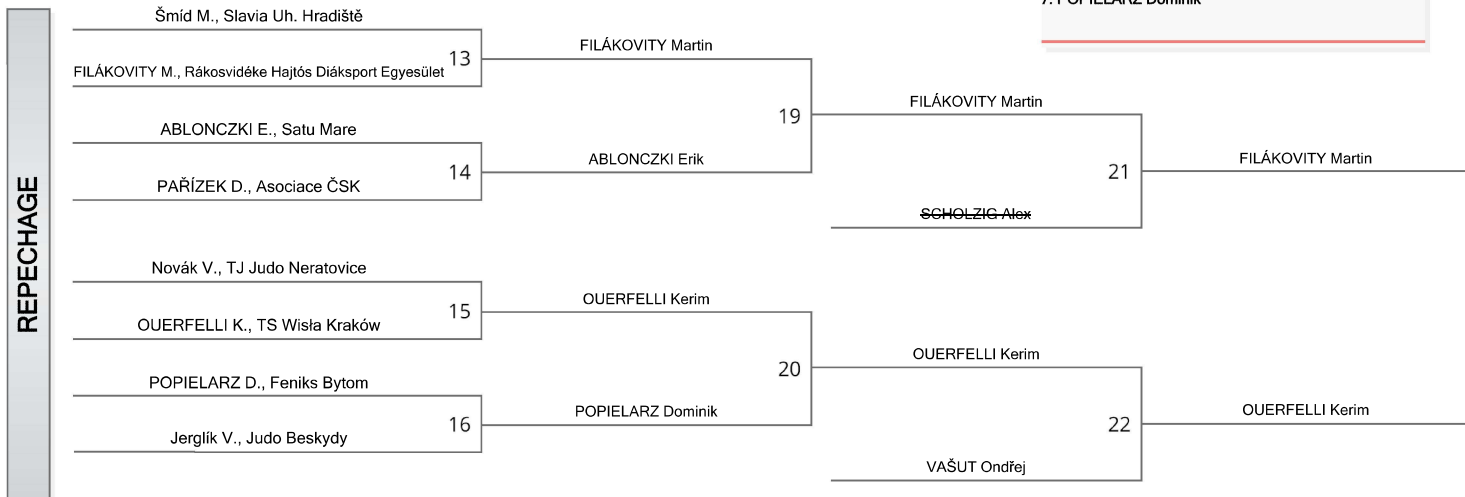 7. POPIELARZ Dominik
REPECHAGE
Šmíd M., Slavia Uh. Hradiště
13
FILÁKOVITY M., Rákosvidéke Hajtós Diáksport Egyesület
FILÁKOVITY Martin
ABLONCZKI E., Satu Mare
14
PAŘÍZEK D., Asociace ČSK
ABLONCZKI Erik
19
FILÁKOVITY Martin
SCHOLZIG Alex
21
FILÁKOVITY Martin
Novák V., TJ Judo Neratovice
15
OUERFELLI K., TS Wisła Kraków
OUERFELLI Kerim
POPIELARZ D., Feniks Bytom
16
Jerglík V., Judo Beskydy
POPIELARZ Dominik
20
OUERFELLI Kerim
VAŠUT Ondřej
22
OUERFELLI Kerim